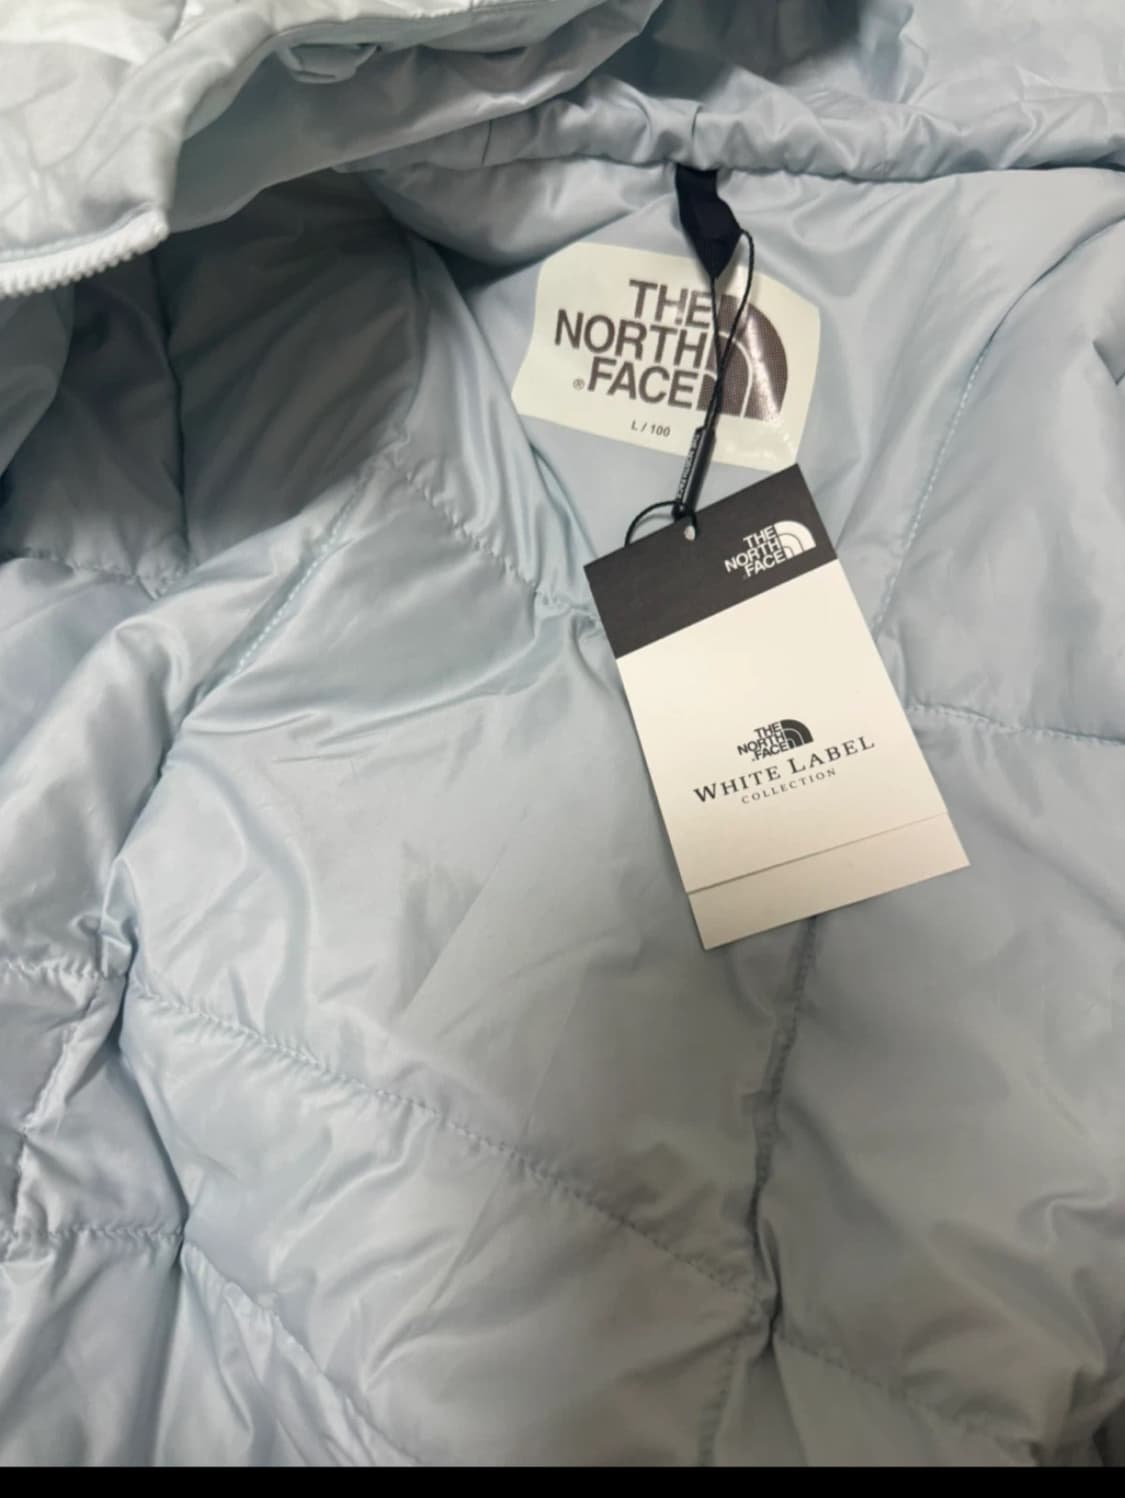 THE
NORTH
® FACE
L / 100
THE
NORTH
FACE
THE
NORTH
FACE
WHITE LABEL
COLLECTION